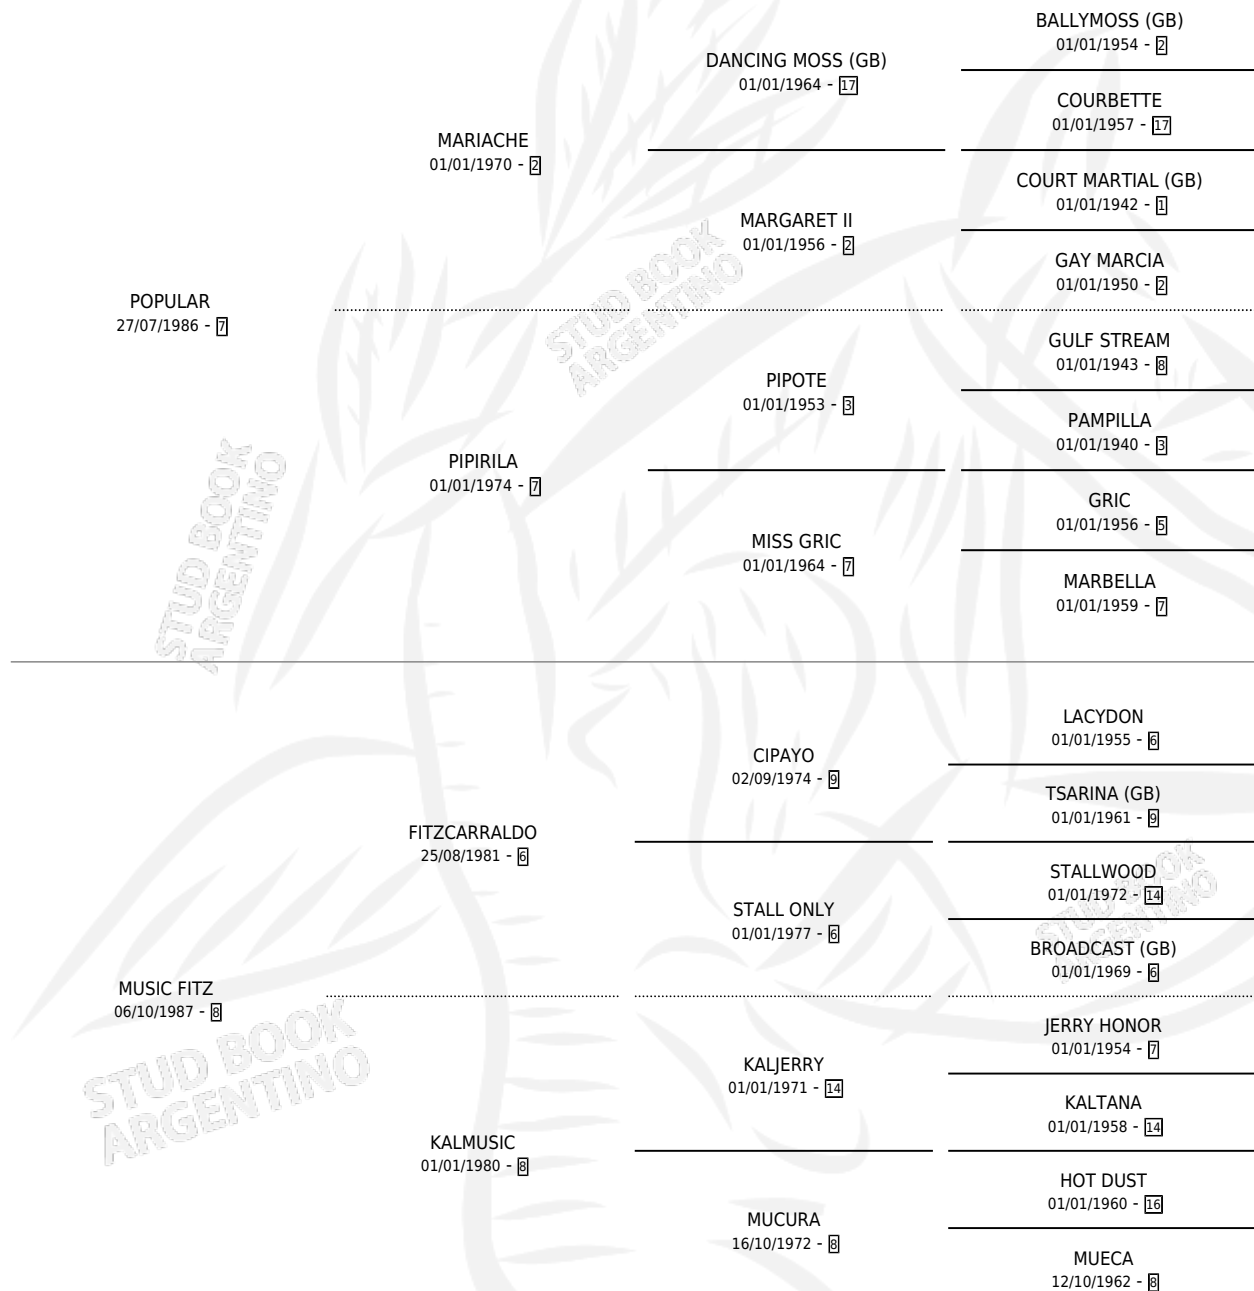 BALLYMOSS (GB)
01/01/1954 - 2
DANCING MOSS (GB)
01/01/1964 - 17
COURBETTE
01/01/1957 - 17
MARIACHE
01/01/1970 - 2
COURT MARTIAL (GB)
01/01/1942 - 1
MARGARET II
01/01/1956 - 2
GAY MARCIA
01/01/1950 - 2
POPULAR
27/07/1986 - 7
GULF STREAM
01/01/1943 - 8
PIPOTE
01/01/1953 - 3
PAMPILLA
01/01/1940 - 3
PIPIRILA
01/01/1974 - 7
GRIC
01/01/1956 - 5
MISS GRIC
01/01/1964 - 7
MARBELLA
01/01/1959 - 7
LACYDON
01/01/1955 - 6
CIPAYO
02/09/1974 - 9
TSARINA (GB)
01/01/1961 - 9
FITZCARRALDO
25/08/1981 - 6
STALLWOOD
01/01/1972 - 14
STALL ONLY
01/01/1977 - 6
BROADCAST (GB)
01/01/1969 - 6
MUSIC FITZ
06/10/1987 - 8
JERRY HONOR
01/01/1954 - 7
KALJERRY
01/01/1971 - 14
KALTANA
01/01/1958 - 14
KALMUSIC
01/01/1980 - 8
HOT DUST
01/01/1960 - 16
MUCURA
16/10/1972 - 8
MUECA
12/10/1962 - 8
STUD BOOK
ARGENTINO
STUD BOOK
ARGENTINO
STUD BOOK
ARGENTINO
STUD BOOK
ARGENTINO